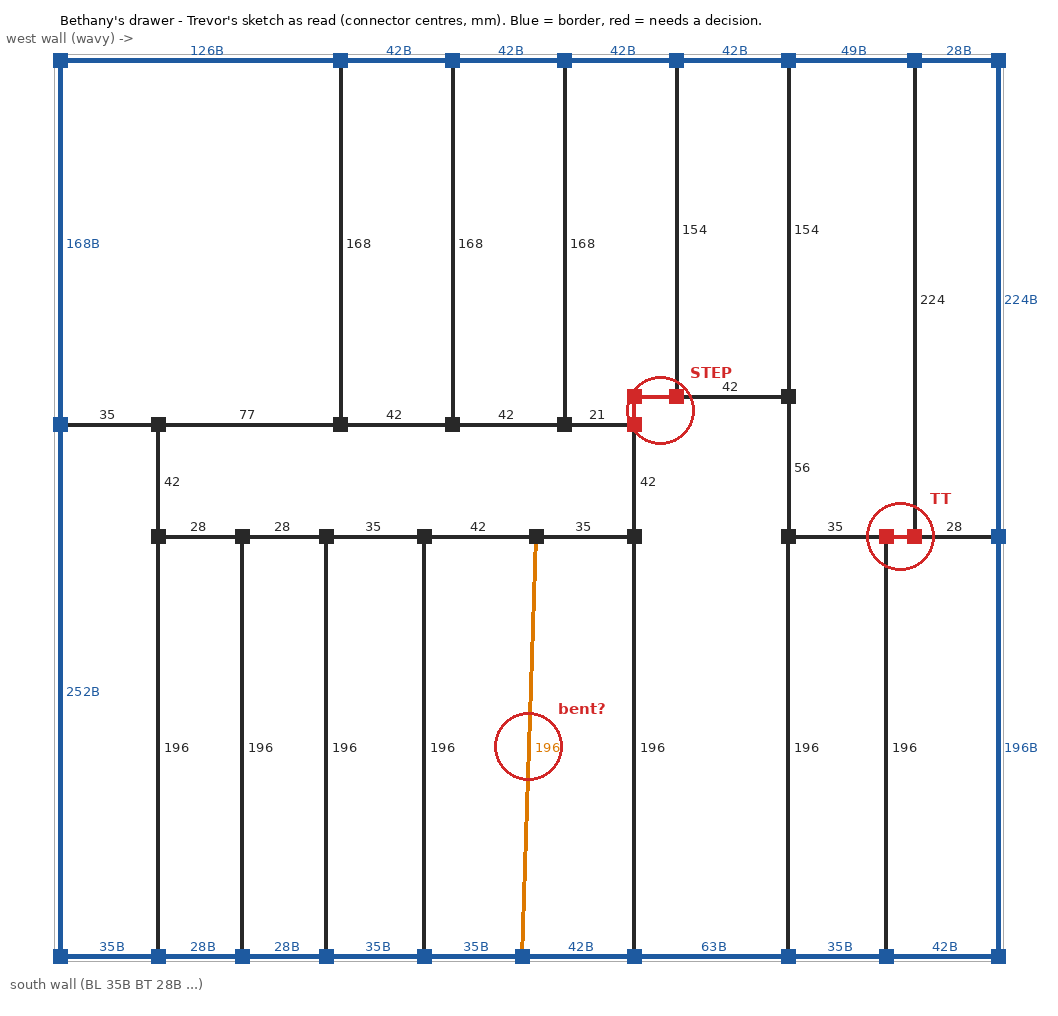 Bethany's drawer - Trevor's sketch as read (connector centres, mm). Blue = border, red = needs a decision.
west wall (wavy) ->
126B 42B 42B 42B 42B 49B 28B
154 154
168B 168 168 168
224 224B
STEP
42
35 77 42 42 21
56
42 42
TT
28 28 35 42 35 35 28
252B
bent?
196 196 196 196 196 196 196 196 196B
35B 28B 28B 35B 35B 42B 63B 35B 42B
south wall (BL 35B BT 28B ...)